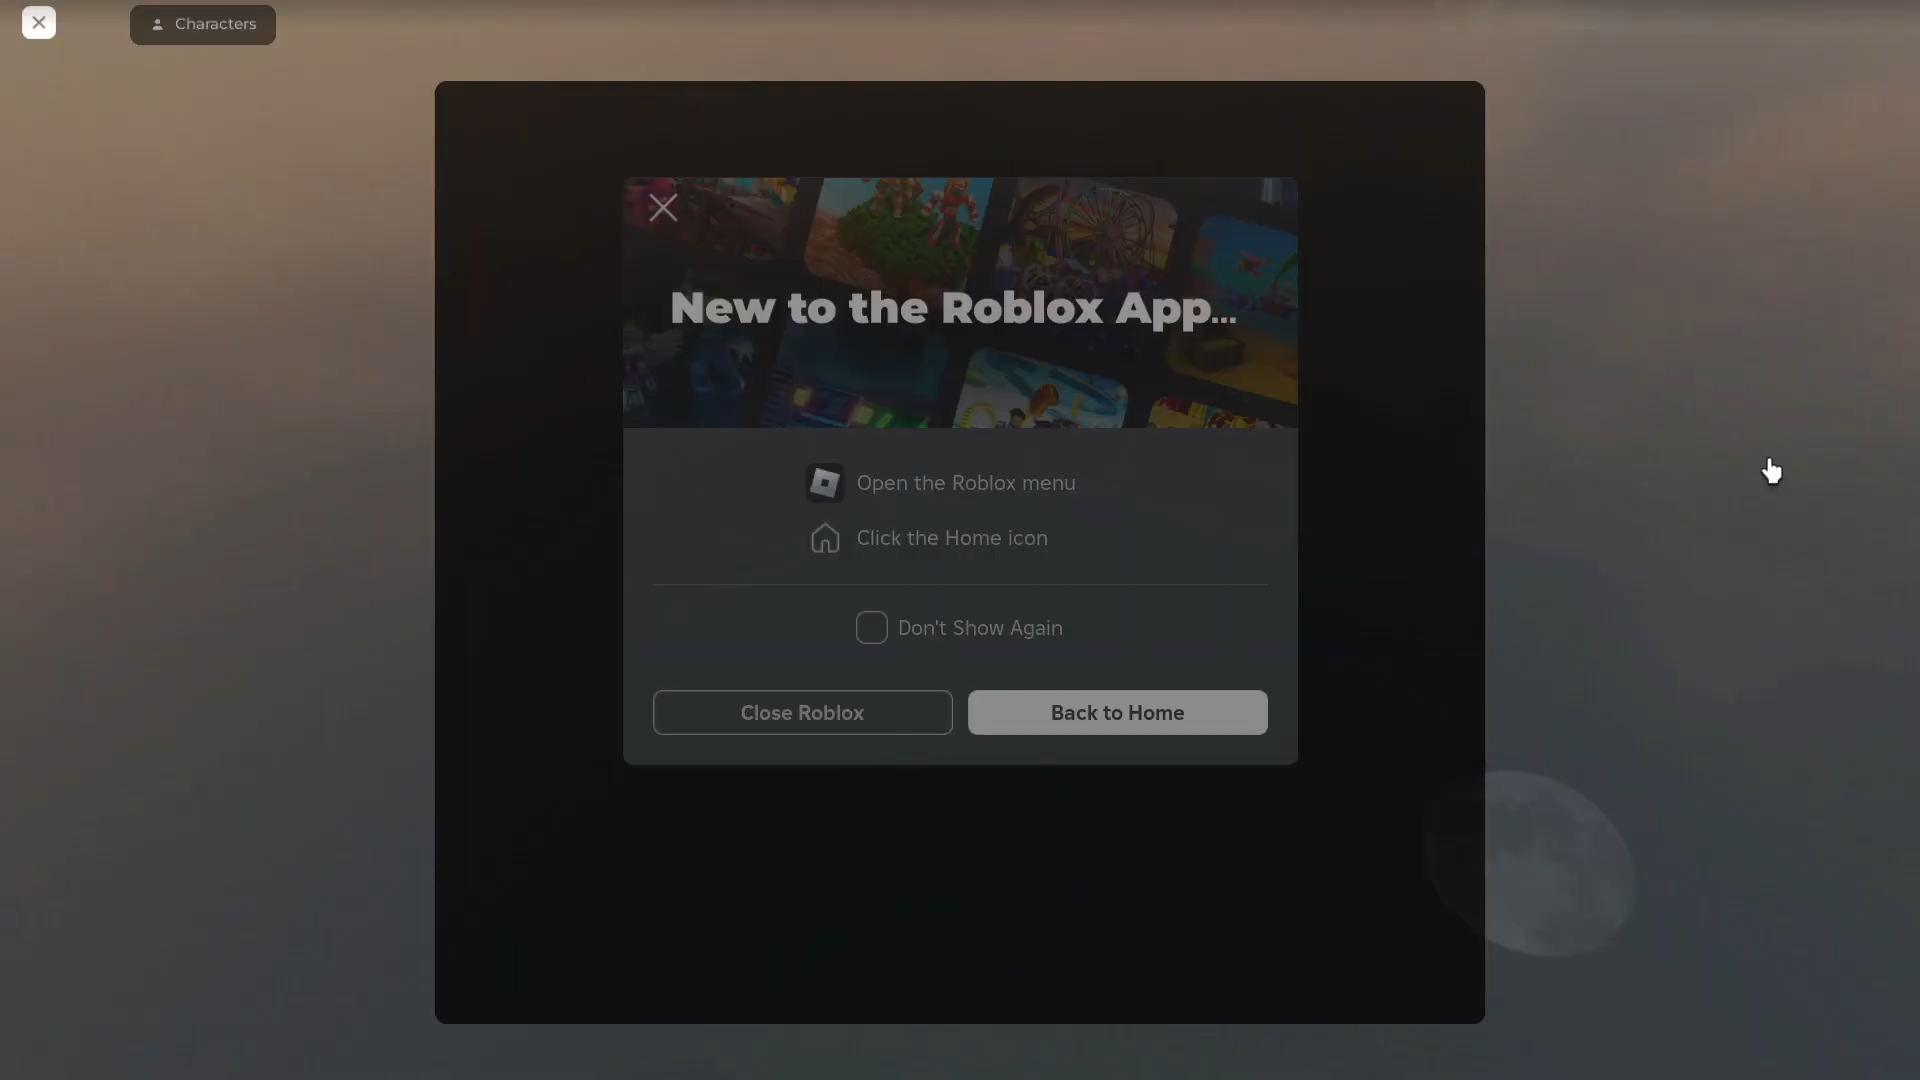 Characters
New to the Roblox App...
Open the Roblox menu
Click the Home icon
Don't Show Again
Close Roblox
Back to Home